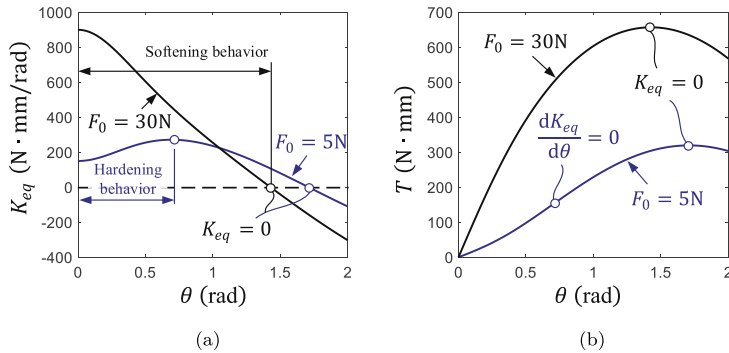 1000
800
600
400
200
0
-200
-400
0
0.5
1
1.5
2
K_eq (N · mm/rad)
θ (rad)
Softening behavior
F_0 = 30N
F_0 = 5N
Hardening
behavior
K_eq = 0
(a)
700
600
500
400
300
200
100
0
0
0.5
1
1.5
2
T (N · mm)
θ (rad)
F_0 = 30N
K_eq = 0
dK_eq/dθ = 0
F_0 = 5N
(b)